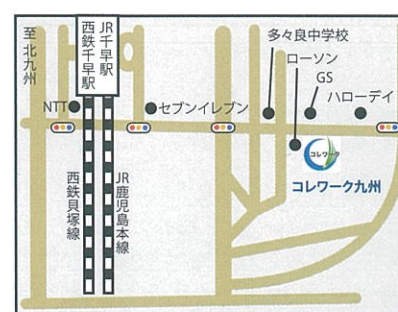 至 北九州
西鉄千早駅
JR千早駅
多々良中学校
ローソン
GS
ハローデイ
NTT
セブンイレブン
コレワーク
コレワーク九州
西鉄貝塚線
JR鹿児島本線